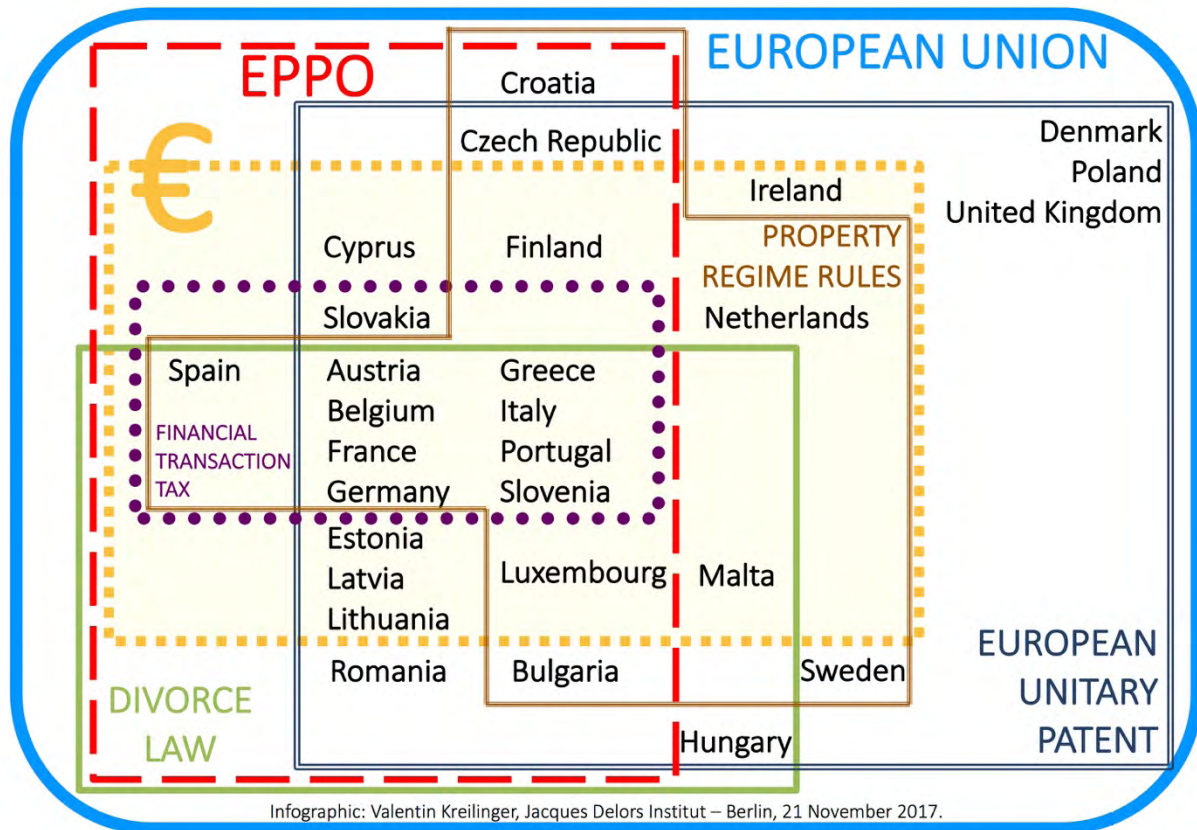 EPPO
EUROPEAN UNION
Croatia
Czech Republic
Denmark
Poland
United Kingdom
€
Ireland
Cyprus
Finland
PROPERTY
REGIME RULES
Slovakia
Netherlands
Spain
Austria
Greece
Belgium
Italy
FINANCIAL
TRANSACTION
TAX
France
Portugal
Germany
Slovenia
Estonia
Latvia
Lithuania
Luxembourg
Malta
Romania
Bulgaria
Sweden
EUROPEAN
UNITARY
PATENT
DIVORCE
LAW
Hungary
Infographic: Valentin Kreilinger, Jacques Delors Institut – Berlin, 21 November 2017.